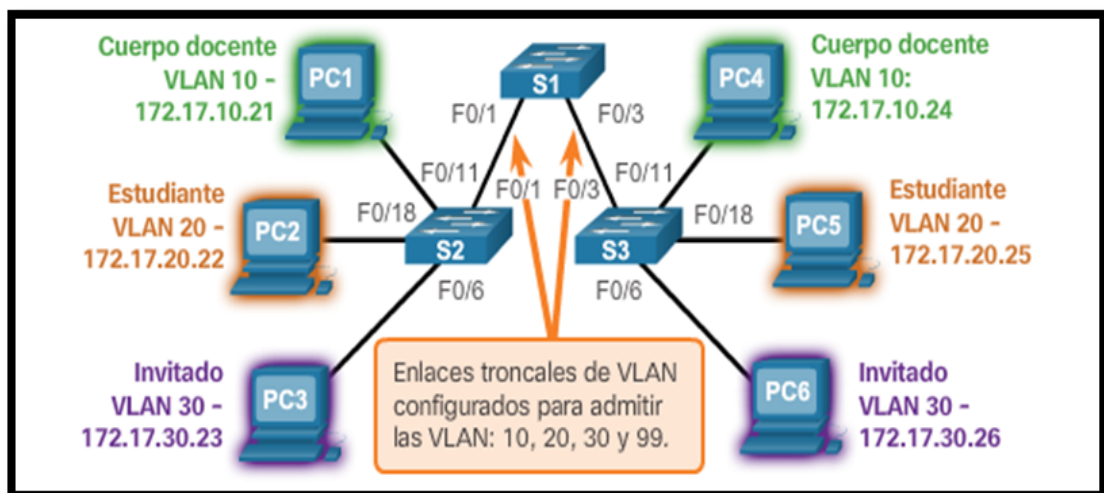 Cuerpo docente
VLAN 10 –
172.17.10.21
PC1
S1
PC4
Cuerpo docente
VLAN 10:
172.17.10.24
F0/1
F0/3
F0/11
F0/1
F0/3
F0/11
Estudiante
VLAN 20 –
172.17.20.22
PC2
F0/18
S2
S3
F0/18
PC5
Estudiante
VLAN 20 –
172.17.20.25
F0/6
F0/6
Invitado
VLAN 30 –
172.17.30.23
PC3
Enlaces troncales de VLAN
configurados para admitir
las VLAN: 10, 20, 30 y 99.
PC6
Invitado
VLAN 30 –
172.17.30.26